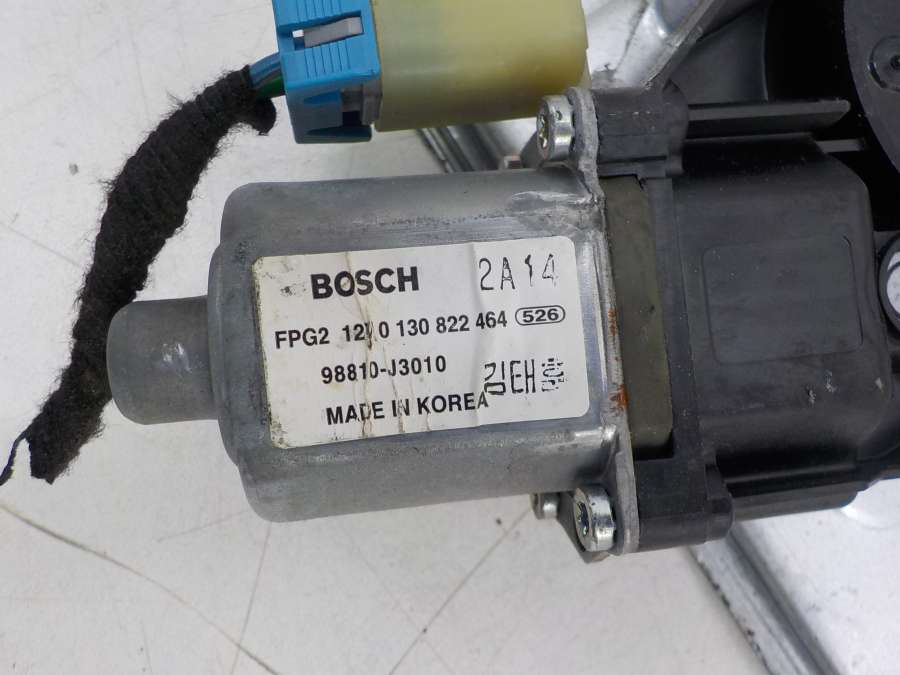 BOSCH 2A14
FPG2 12V 0 130 822 464 526
98810-J3010
MADE IN KOREA